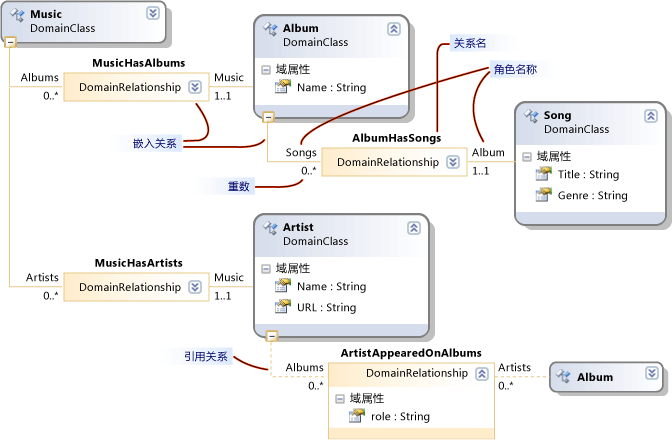 Music
DomainClass
Album
DomainClass
域属性
Name : String
关系名
角色名称
MusicHasAlbums
Albums
0..*
DomainRelationship
Music
1..1
嵌入关系
重数
AlbumHasSongs
Songs
0..*
DomainRelationship
Album
1..1
Song
DomainClass
域属性
Title : String
Genre : String
Artist
DomainClass
域属性
Name : String
URL : String
MusicHasArtists
Artists
0..*
DomainRelationship
Music
1..1
引用关系
ArtistAppearedOnAlbums
Albums
0..*
DomainRelationship
域属性
role : String
Artists
0..*
Album